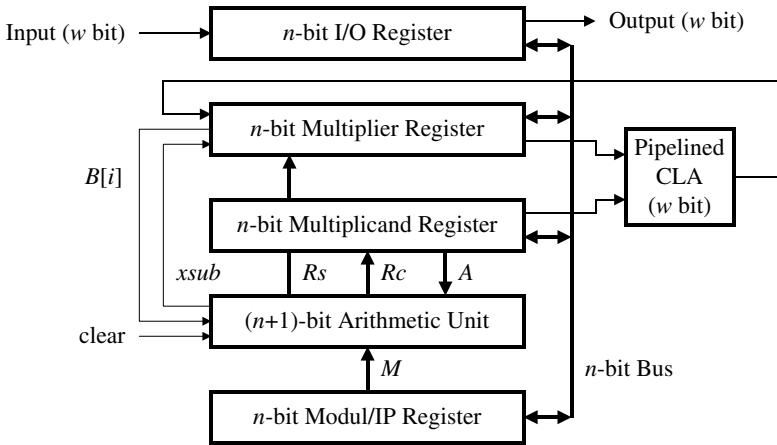 Input (w bit)
n-bit I/O Register
Output (w bit)
n-bit Multiplier Register
B[i]
Pipelined
CLA
(w bit)
n-bit Multiplicand Register
xsub
Rs
Rc
A
(n+1)-bit Arithmetic Unit
clear
M
n-bit Bus
n-bit Modul/IP Register